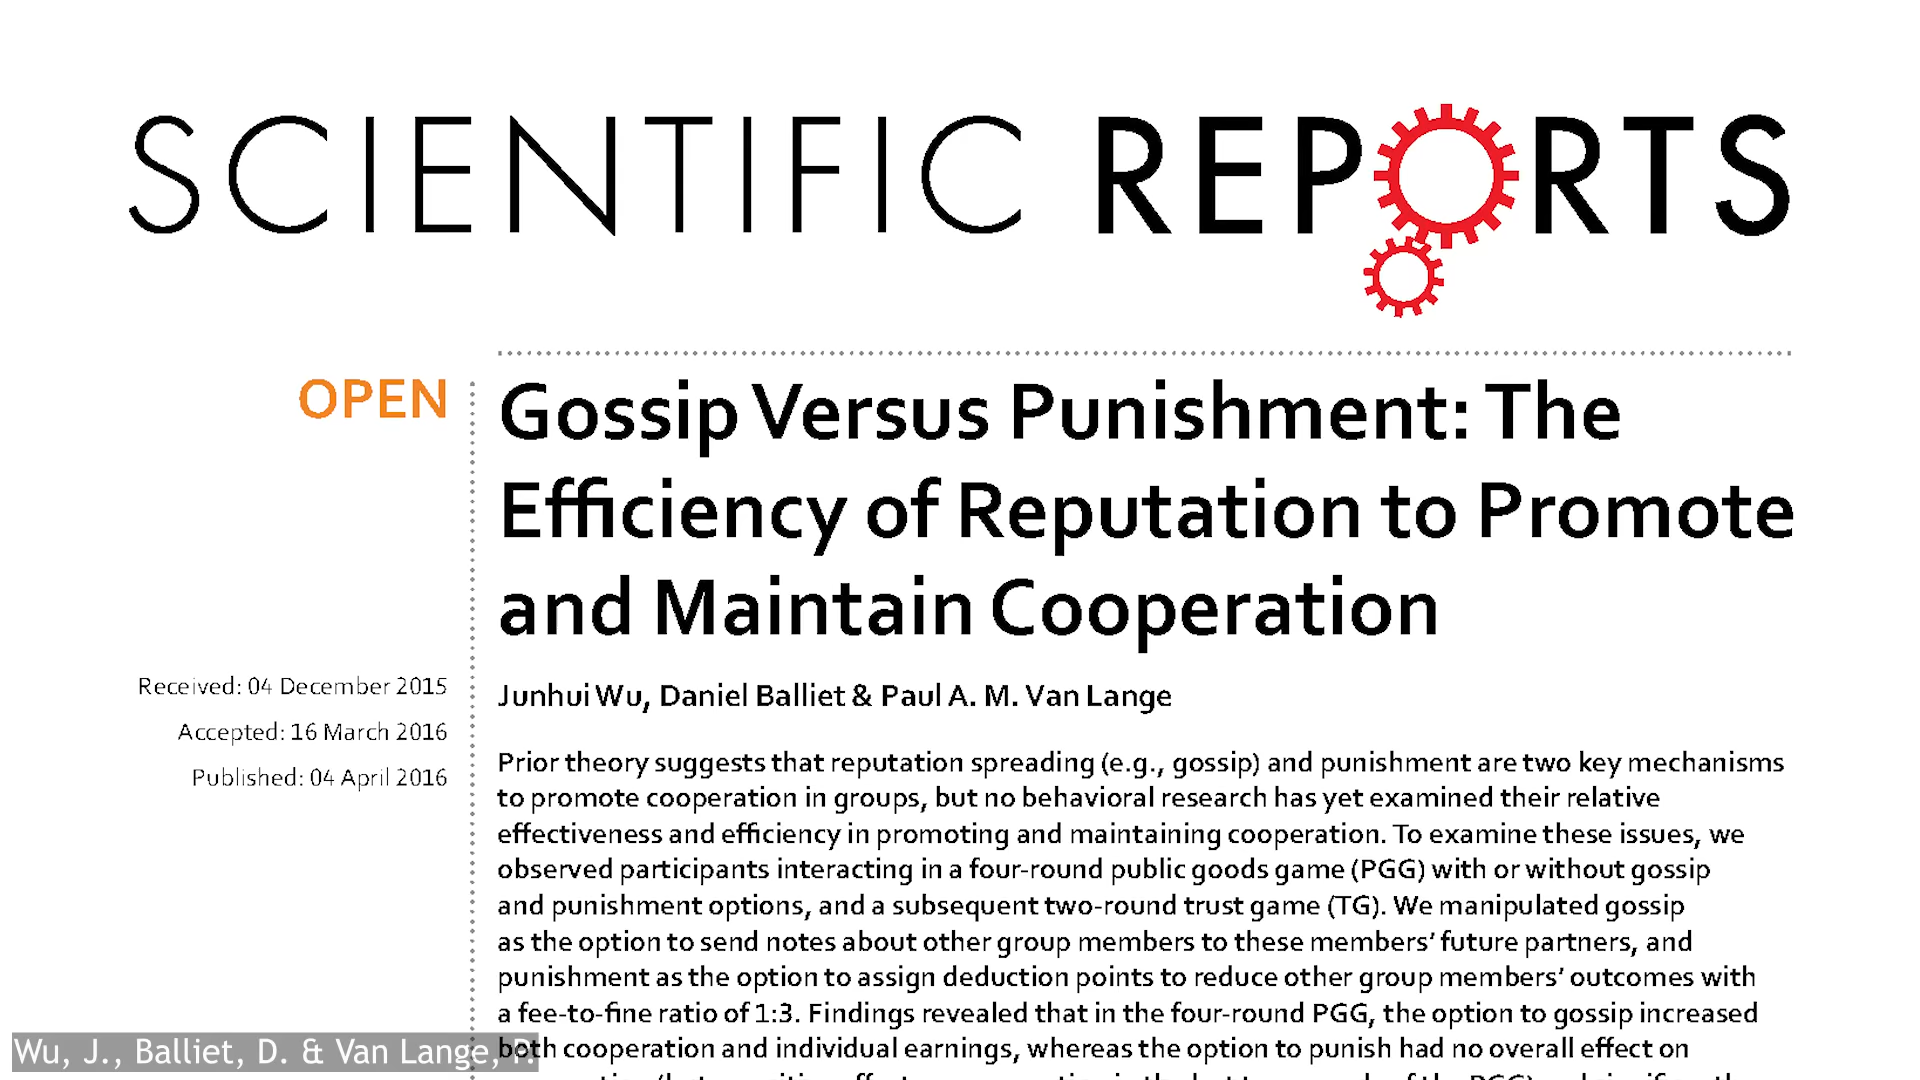 SCIENTIFIC REPORTS
OPEN
Gossip Versus Punishment: The
Efficiency of Reputation to Promote
and Maintain Cooperation
Received: 04 December 2015
Accepted: 16 March 2016
Published: 04 April 2016
Junhui Wu, Daniel Balliet & Paul A. M. Van Lange
Prior theory suggests that reputation spreading (e.g., gossip) and punishment are two key mechanisms
to promote cooperation in groups, but no behavioral research has yet examined their relative
effectiveness and efficiency in promoting and maintaining cooperation. To examine these issues, we
observed participants interacting in a four-round public goods game (PGG) with or without gossip
and punishment options, and a subsequent two-round trust game (TG). We manipulated gossip
as the option to send notes about other group members to these members' future partners, and
punishment as the option to assign deduction points to reduce other group members' outcomes with
a fee-to-fine ratio of 1:3. Findings revealed that in the four-round PGG, the option to gossip increased
both cooperation and individual earnings, whereas the option to punish had no overall effect on
Wu, J., Balliet, D. & Van Lange, P.